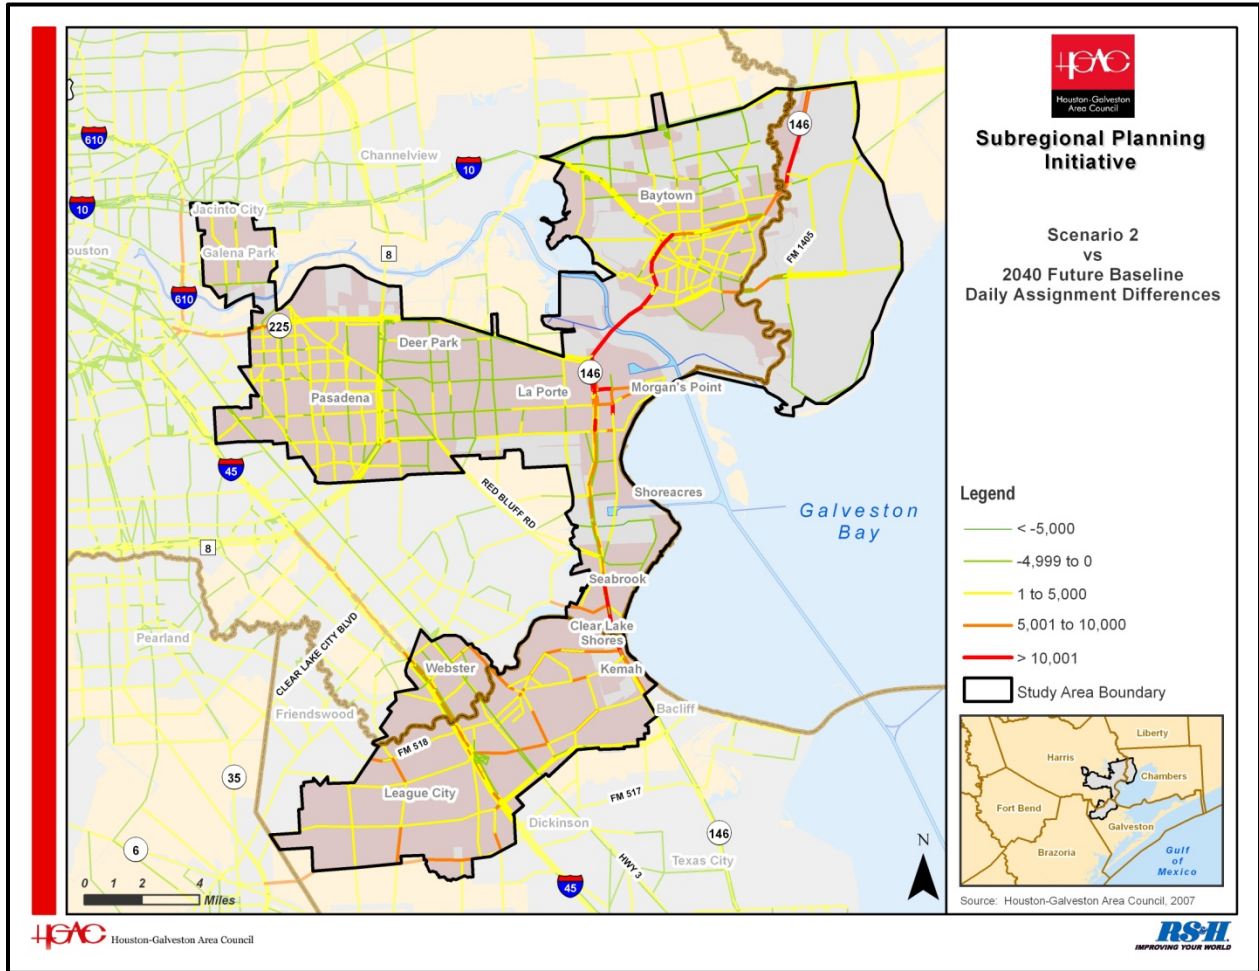 610
10
Channelview
10
Jacinto City
ouston
Galena Park
8
610
225
Deer Park
Pasadena
La Porte
146
Morgan's Point
Baytown
146
FM 1405
45
RED BLUFF RD
Shoreacres
Galveston
Bay
8
Seabrook
Clear Lake
Shores
Pearland
CLEAR LAKE CITY BLVD
Webster
Kemah
Friendswood
Bacliff
FM 518
35
League City
FM 517
Dickinson
146
6
Texas City
HWY 3
45
0 1 2 4
Miles
N
HGAC
Houston-Galveston
Area Council
Subregional Planning
Initiative
Scenario 2
vs
2040 Future Baseline
Daily Assignment Differences
Legend
< -5,000
-4,999 to 0
1 to 5,000
5,001 to 10,000
> 10,001
Study Area Boundary
Liberty
Harris
Chambers
Fort Bend
Galveston
Brazoria
Gulf
of
Mexico
Source: Houston-Galveston Area Council, 2007
HGAC Houston-Galveston Area Council
RS&H
IMPROVING YOUR WORLD